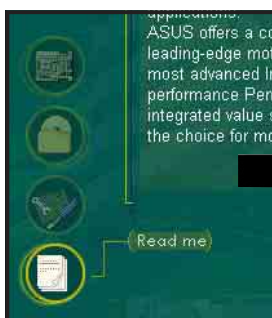 applications.
ASUS offers a co
leading-edge mot
most advanced In
performance Pen
integrated value s
the choice for mo
Read me